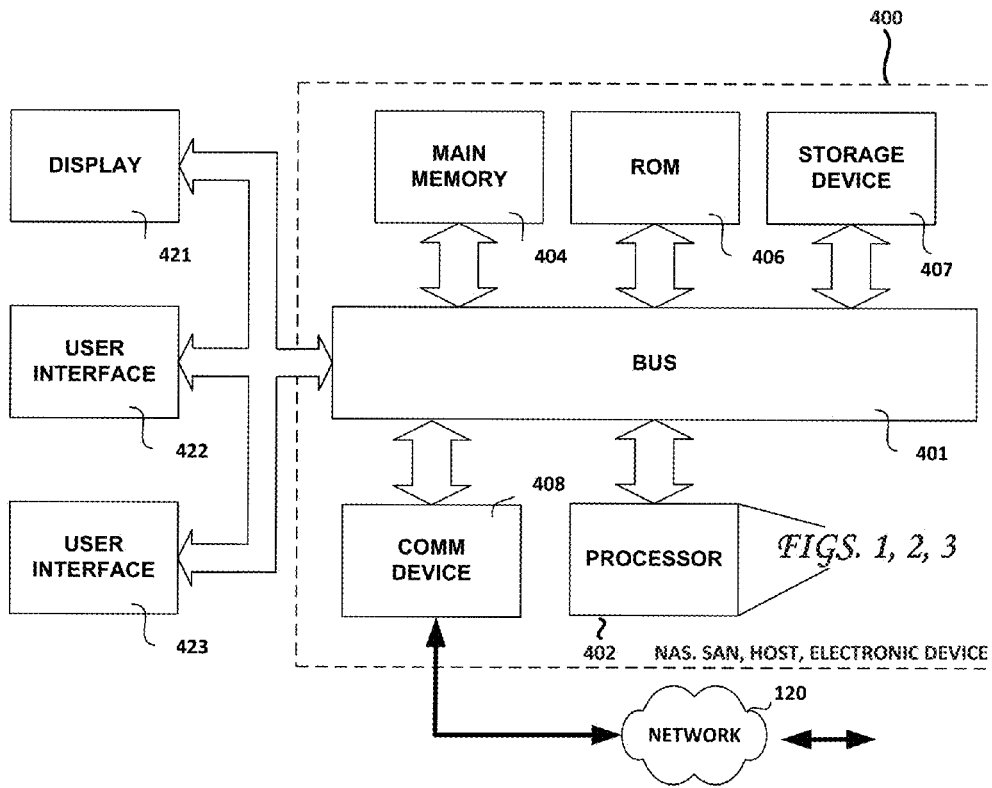 400
DISPLAY
421
MAIN
MEMORY
404
ROM
406
STORAGE
DEVICE
407
USER
INTERFACE
422
BUS
401
USER
INTERFACE
423
408
COMM
DEVICE
PROCESSOR
402
FIGS. 1, 2, 3
NAS. SAN, HOST, ELECTRONIC DEVICE
120
NETWORK